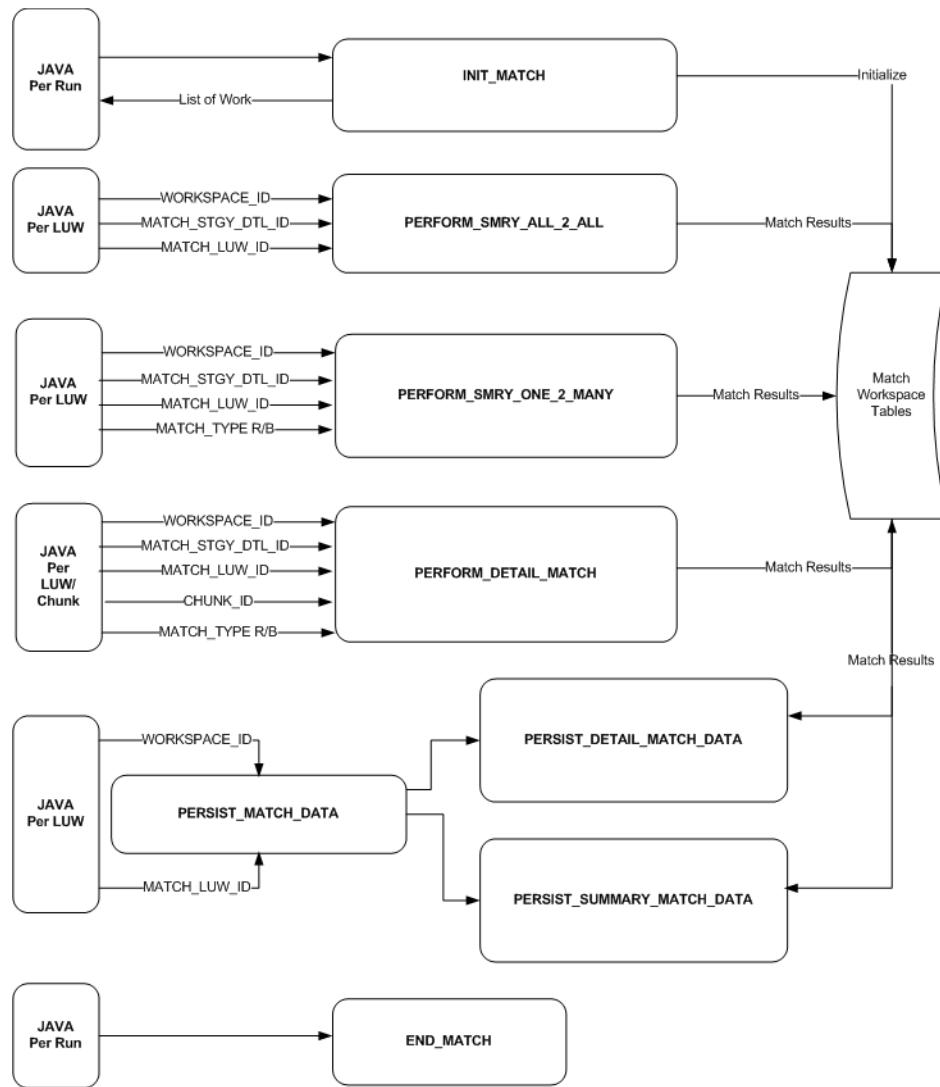 JAVA
Per Run
INIT_MATCH
Initialize
List of Work
JAVA
Per LUW
WORKSPACE_ID
MATCH_STGY_DTL_ID
MATCH_LUW_ID
PERFORM_SMRY_ALL_2_ALL
Match Results
JAVA
Per LUW
WORKSPACE_ID
MATCH_STGY_DTL_ID
MATCH_LUW_ID
MATCH_TYPE R/B
PERFORM_SMRY_ONE_2_MANY
Match Results
Match
Workspace
Tables
JAVA
Per
LUW/
Chunk
WORKSPACE_ID
MATCH_STGY_DTL_ID
MATCH_LUW_ID
CHUNK_ID
MATCH_TYPE R/B
PERFORM_DETAIL_MATCH
Match Results
Match Results
JAVA
Per LUW
WORKSPACE_ID
MATCH_LUW_ID
PERSIST_MATCH_DATA
PERSIST_DETAIL_MATCH_DATA
PERSIST_SUMMARY_MATCH_DATA
JAVA
Per Run
END_MATCH